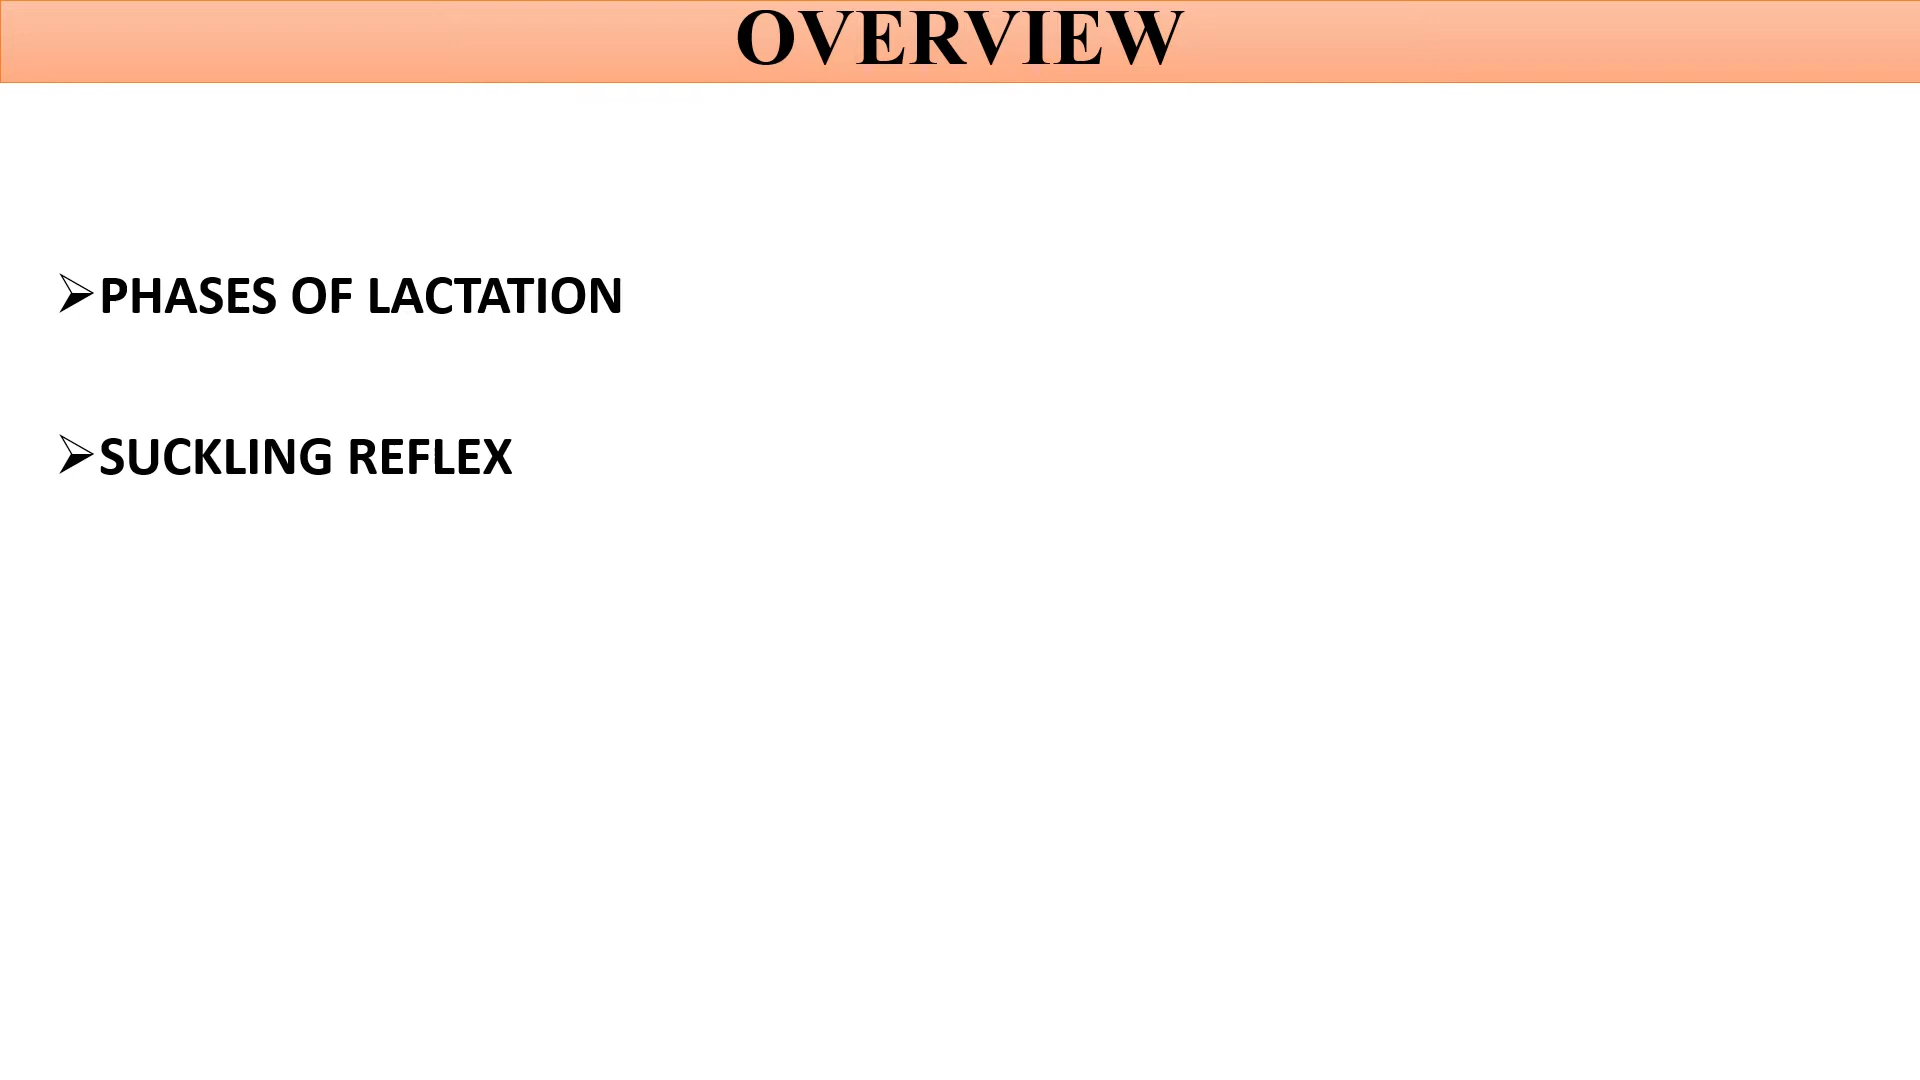 OVERVIEW
➢PHASES OF LACTATION
➢SUCKLING REFLEX